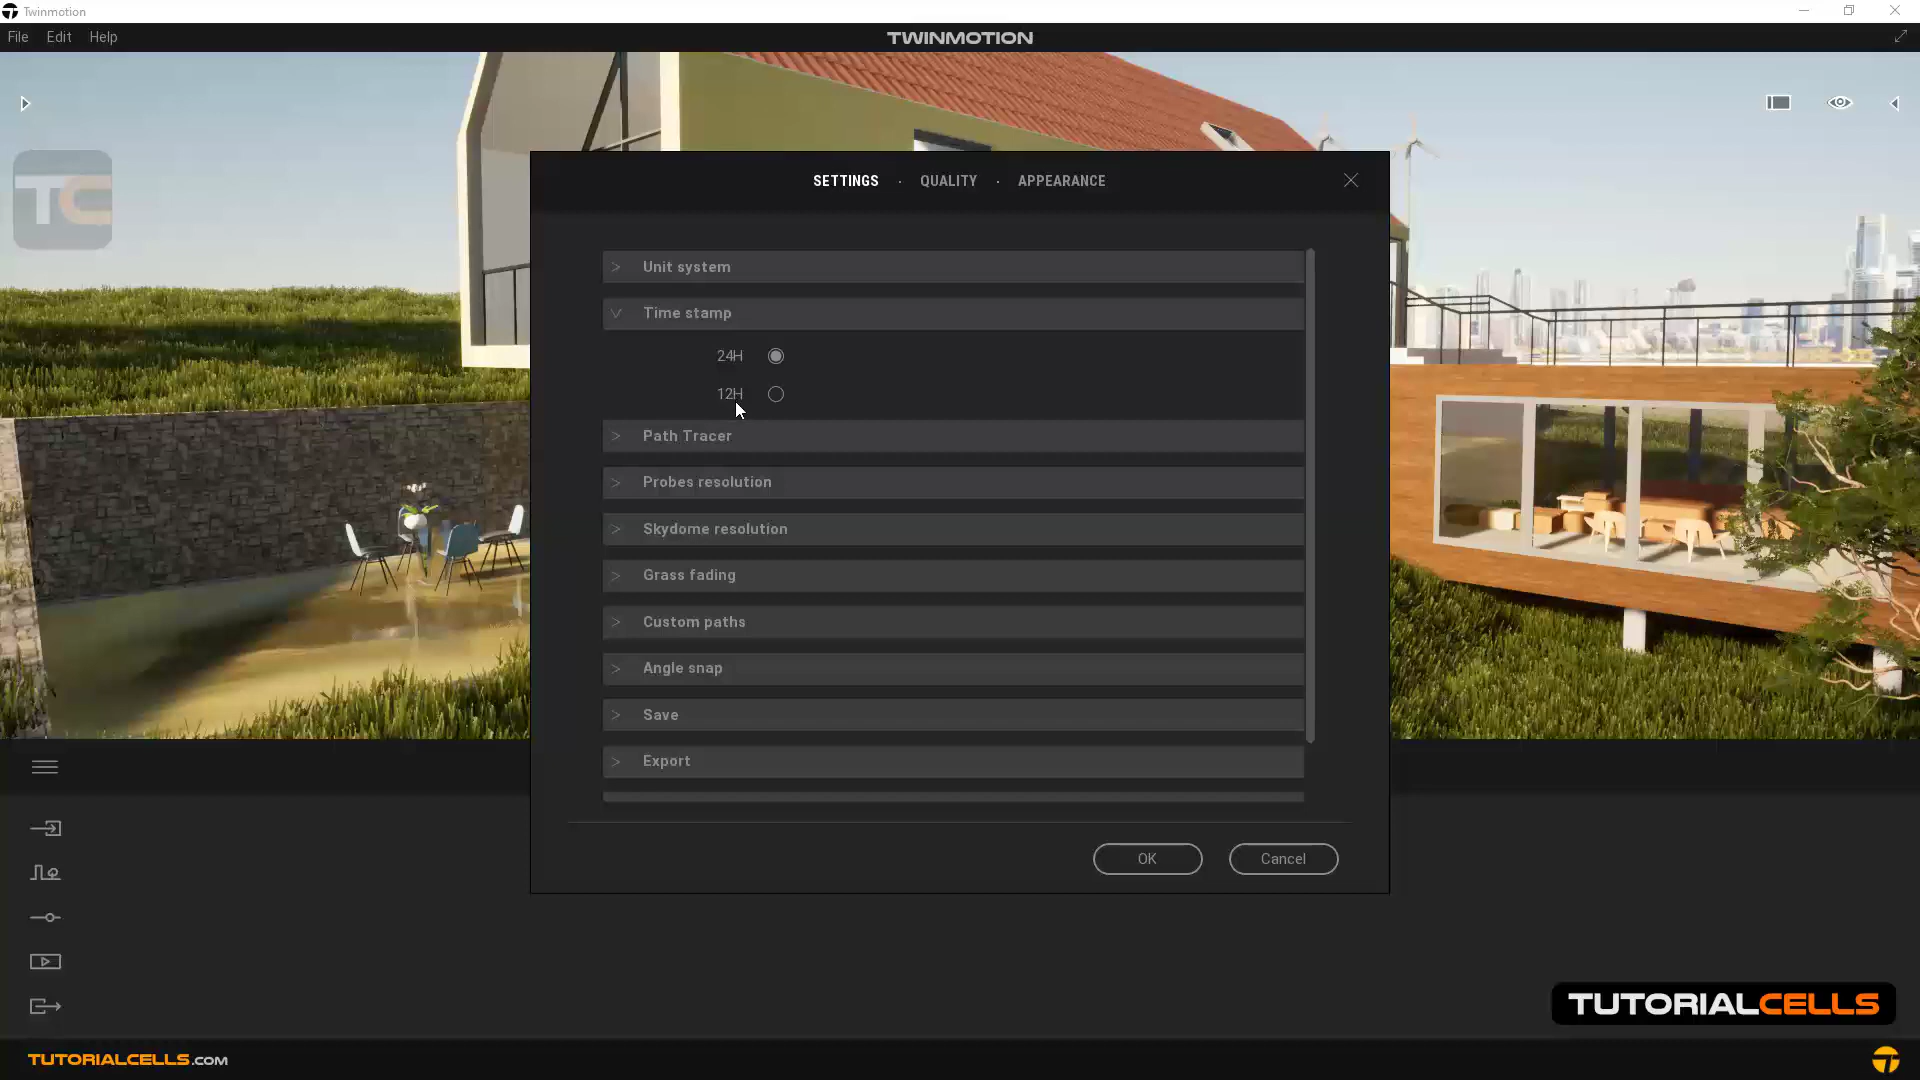 Twinmotion
File Edit Help
TWINMOTION
TC
SETTINGS · QUALITY · APPEARANCE
> Unit system
Time stamp
24H
12H
> Path Tracer
> Probes resolution
> Skydome resolution
> Grass fading
> Custom paths
> Angle snap
> Save
> Export
OK Cancel
TUTORIALCELLS
TUTORIALCELLS.COM